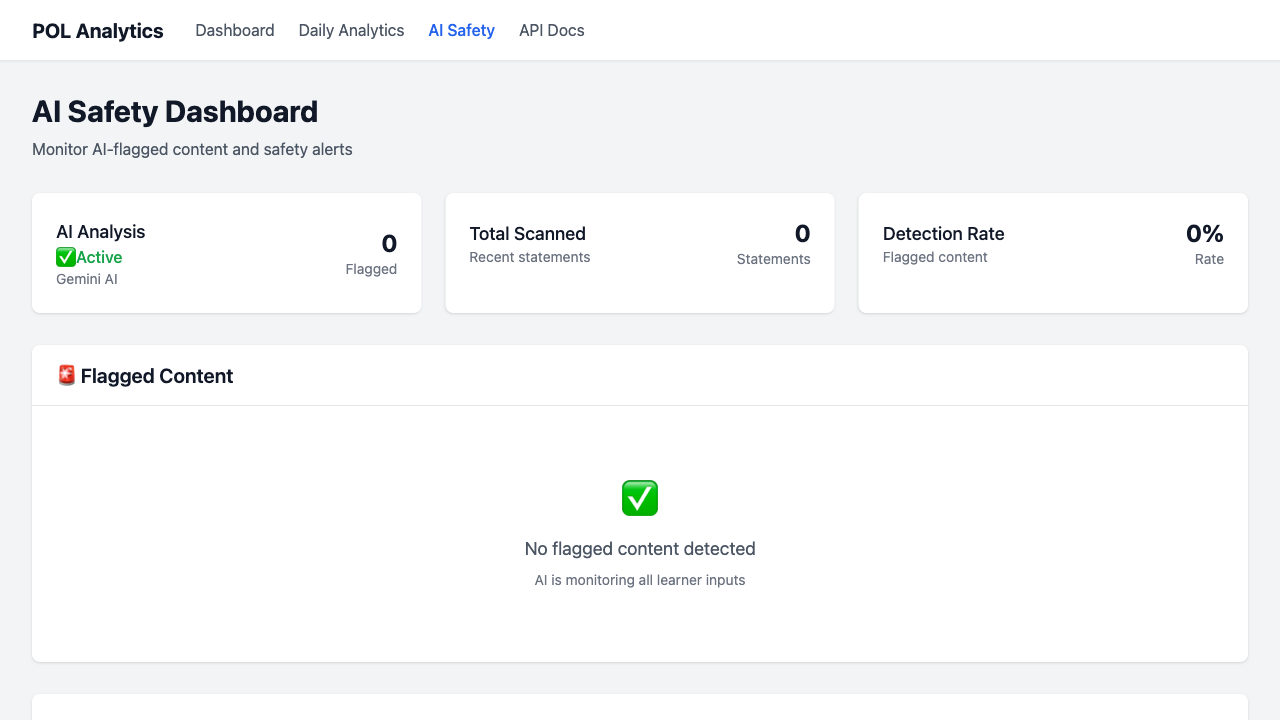 POL Analytics Dashboard Daily Analytics AI Safety API Docs
AI Safety Dashboard
Monitor AI-flagged content and safety alerts
AI Analysis
✅Active
Gemini AI
0
Flagged
Total Scanned
Recent statements
0
Statements
Detection Rate
Flagged content
0%
Rate
🚨 Flagged Content
✅
No flagged content detected
AI is monitoring all learner inputs